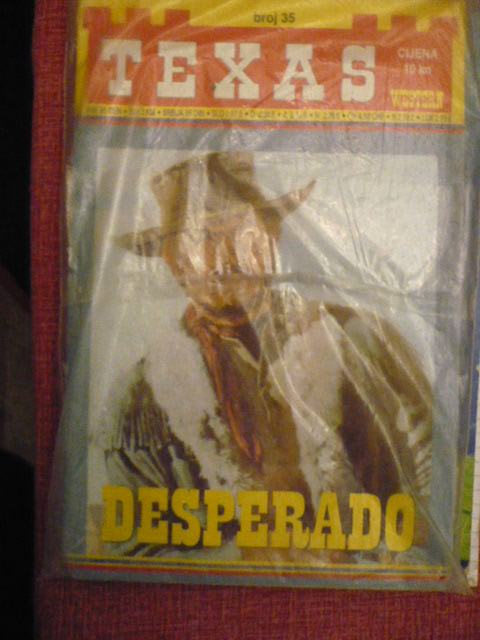 broj 35
TEXAS
CIJENA
10 kn
WESTERN
DESPERADO